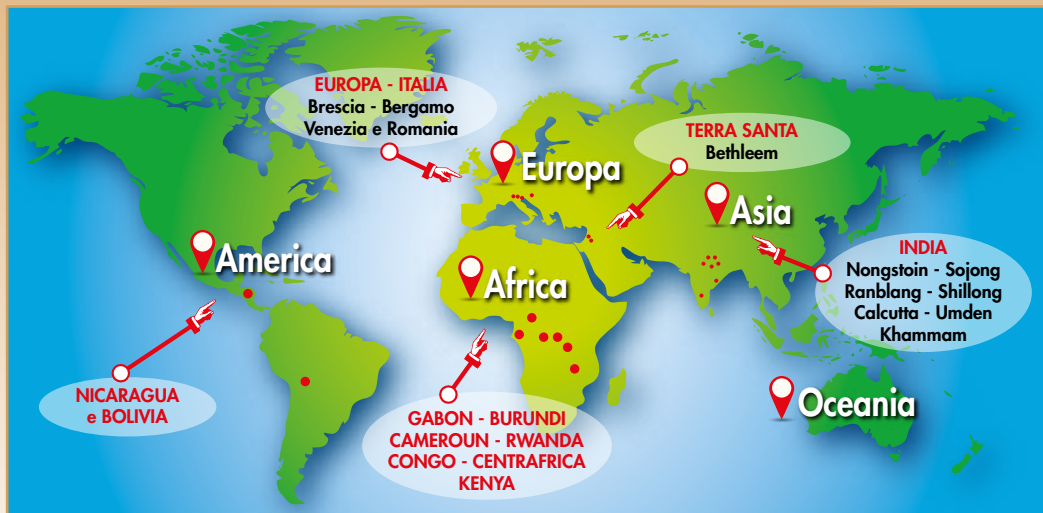 EUROPA - ITALIA
Brescia - Bergamo
Venezia e Romania
TERRA SANTA
Bethleem
Europa
Asia
America
Africa
INDIA
Nongstoin - Sojong
Ranblang - Shillong
Calcutta - Umden
Khammam
NICARAGUA
e BOLIVIA
GABON - BURUNDI
CAMEROUN - RWANDA
CONGO - CENTRAFRICA
KENYA
Oceania